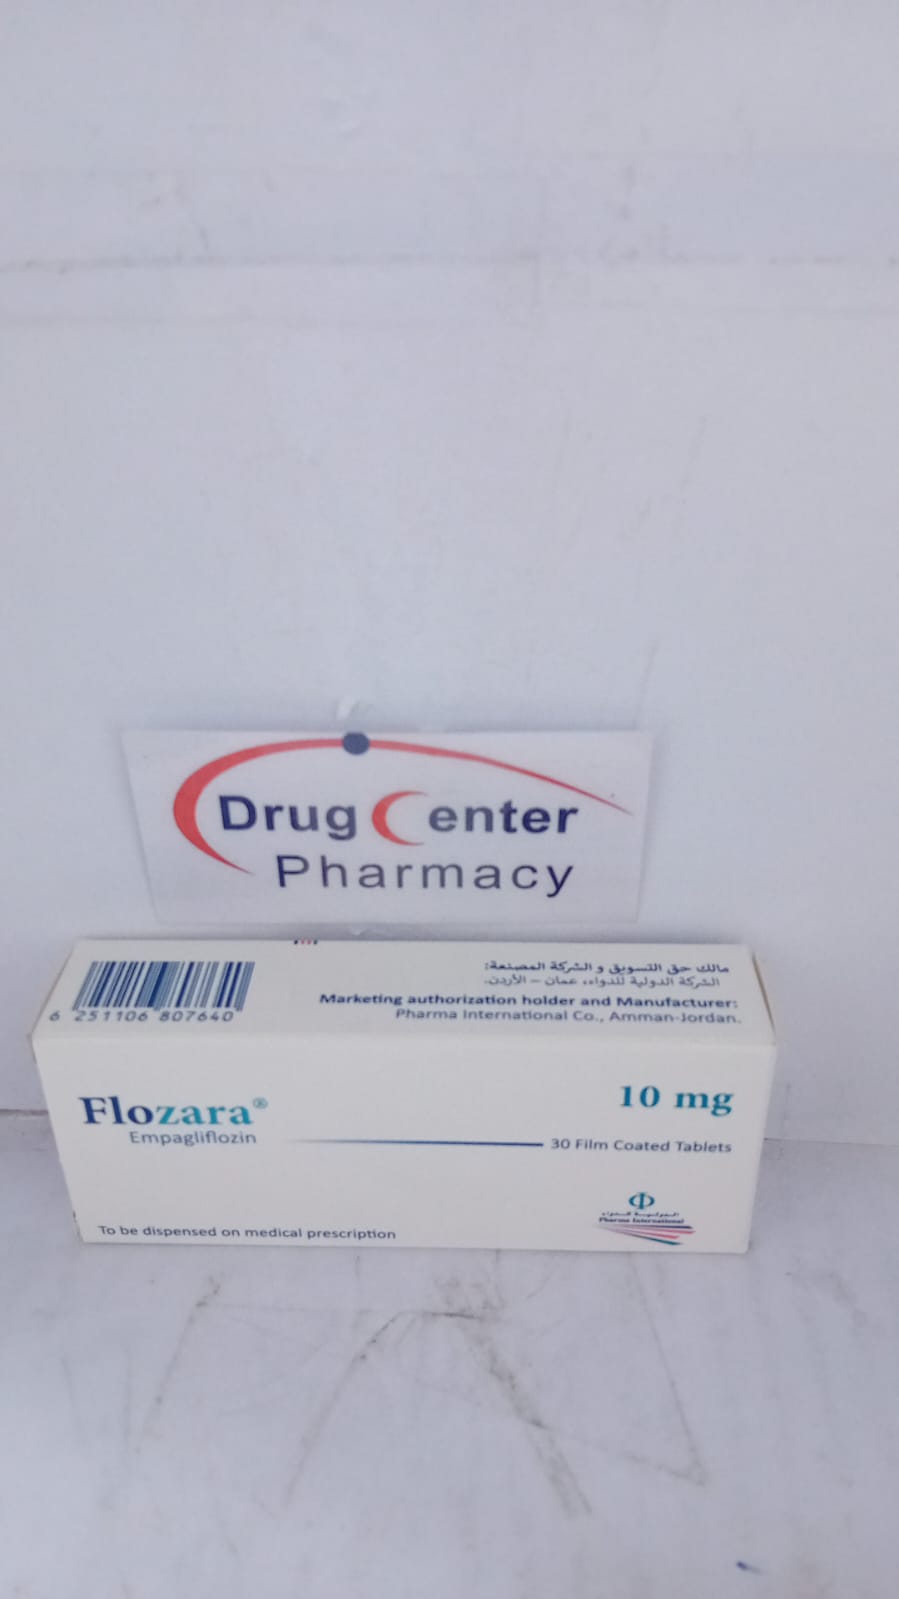 Drug Center
Pharmacy
مالك حق التسويق و الشركة المصنعة:
الشركة الدولية للدواء، عمان – الأردن.
Marketing authorization holder and Manufacturer:
Pharma International Co., Amman-Jordan.
6 251106 807640
Flozara®
Empagliflozin
10 mg
30 Film Coated Tablets
To be dispensed on medical prescription
الدولية للدواء
Pharma International